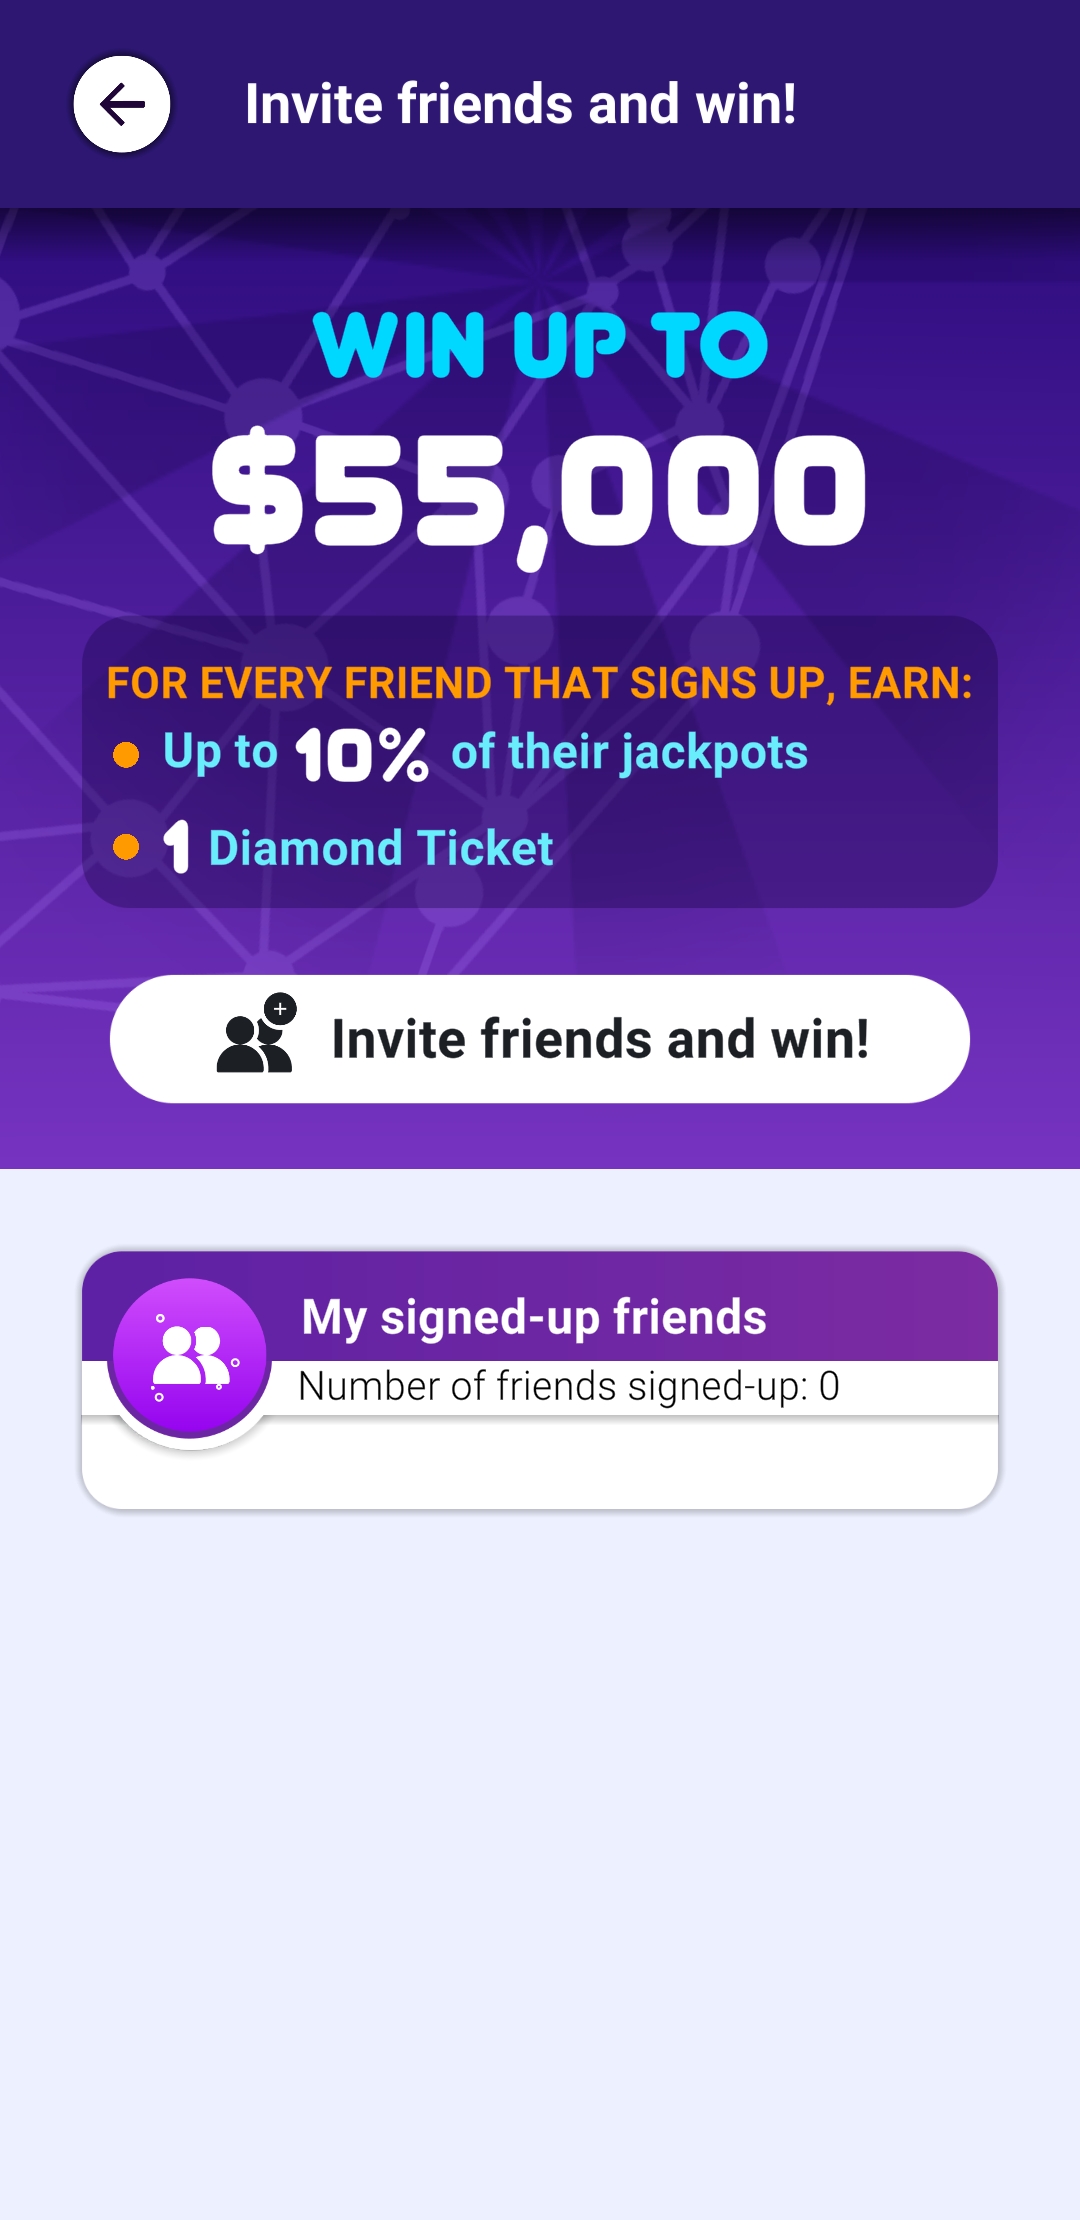 Invite friends and win!
WIN UP TO
$55,000
FOR EVERY FRIEND THAT SIGNS UP, EARN:
Up to 10% of their jackpots
1 Diamond Ticket
Invite friends and win!
My signed-up friends
Number of friends signed-up: 0